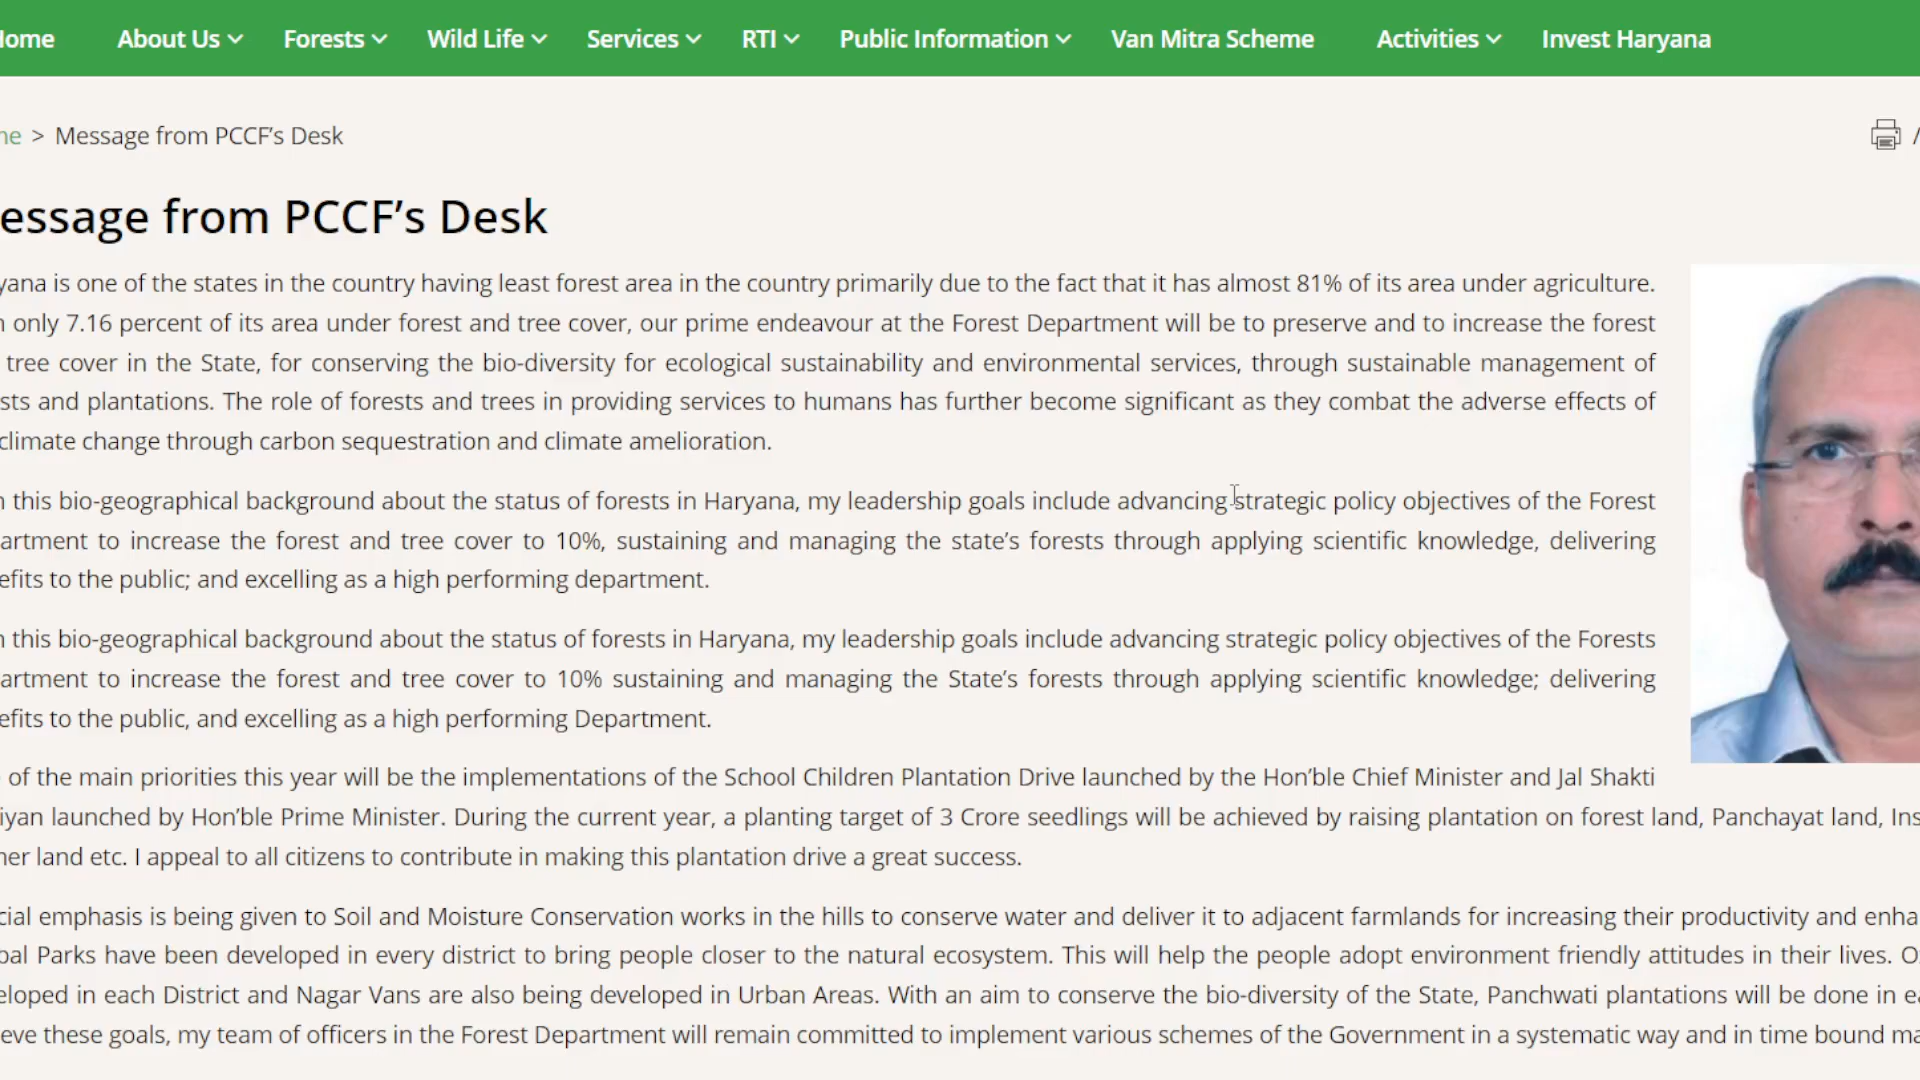 ome About Us Forests Wild Life Services RTI Public Information Van Mitra Scheme Activities Invest Haryana
ne > Message from PCCF’s Desk /
essage from PCCF’s Desk
yana is one of the states in the country having least forest area in the country primarily due to the fact that it has almost 81% of its area under agriculture.
only 7.16 percent of its area under forest and tree cover, our prime endeavour at the Forest Department will be to preserve and to increase the forest
tree cover in the State, for conserving the bio-diversity for ecological sustainability and environmental services, through sustainable management of
sts and plantations. The role of forests and trees in providing services to humans has further become significant as they combat the adverse effects of
climate change through carbon sequestration and climate amelioration.
this bio-geographical background about the status of forests in Haryana, my leadership goals include advancing strategic policy objectives of the Forest
artment to increase the forest and tree cover to 10%, sustaining and managing the state’s forests through applying scientific knowledge, delivering
efits to the public; and excelling as a high performing department.
this bio-geographical background about the status of forests in Haryana, my leadership goals include advancing strategic policy objectives of the Forests
artment to increase the forest and tree cover to 10% sustaining and managing the State’s forests through applying scientific knowledge; delivering
efits to the public, and excelling as a high performing Department.
of the main priorities this year will be the implementations of the School Children Plantation Drive launched by the Hon’ble Chief Minister and Jal Shakti
iyan launched by Hon’ble Prime Minister. During the current year, a planting target of 3 Crore seedlings will be achieved by raising plantation on forest land, Panchayat land, Ins
ner land etc. I appeal to all citizens to contribute in making this plantation drive a great success.
cial emphasis is being given to Soil and Moisture Conservation works in the hills to conserve water and deliver it to adjacent farmlands for increasing their productivity and enha
bal Parks have been developed in every district to bring people closer to the natural ecosystem. This will help the people adopt environment friendly attitudes in their lives. O
eloped in each District and Nagar Vans are also being developed in Urban Areas. With an aim to conserve the bio-diversity of the State, Panchwati plantations will be done in ea
eve these goals, my team of officers in the Forest Department will remain committed to implement various schemes of the Government in a systematic way and in time bound ma